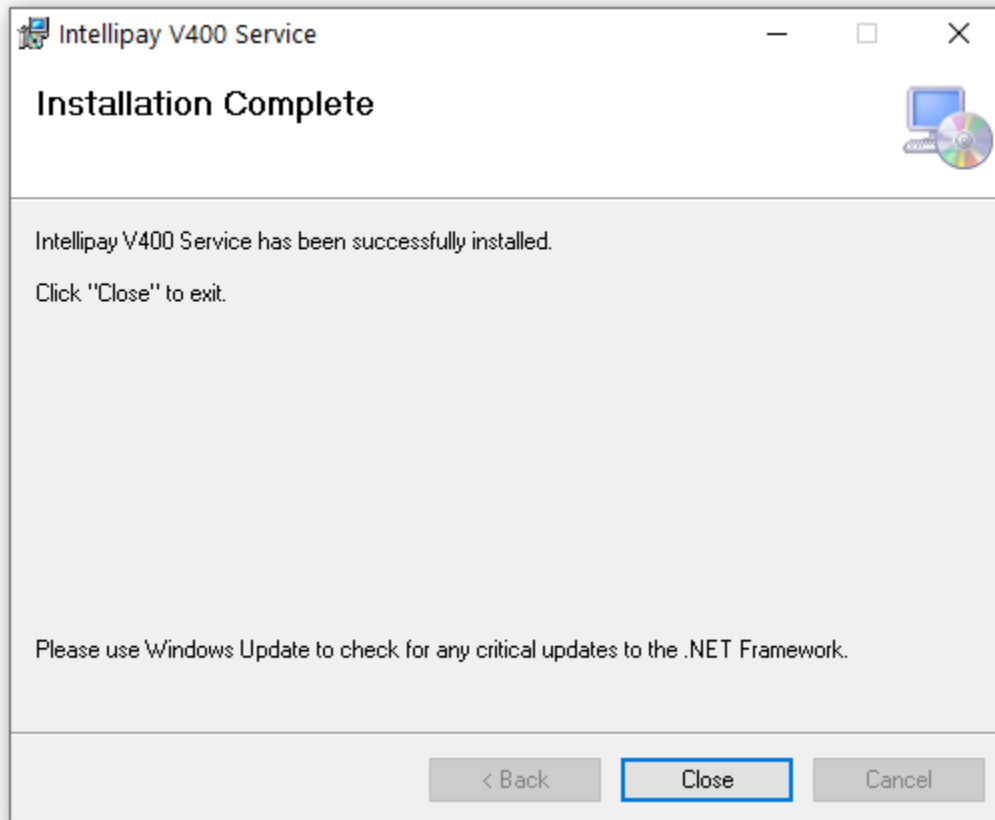 Intellipay V400 Service
Installation Complete
Intellipay V400 Service has been successfully installed.
Click "Close" to exit.
Please use Windows Update to check for any critical updates to the .NET Framework.
< Back
Close
Cancel